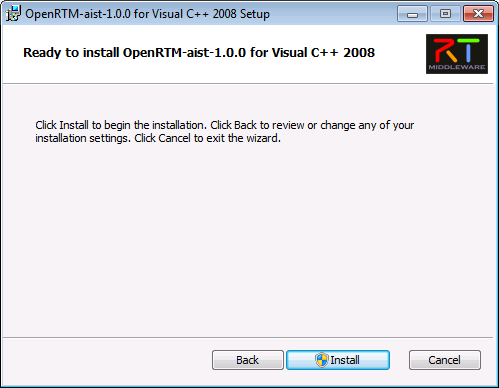 OpenRTM-aist-1.0.0 for Visual C++ 2008 Setup
Ready to install OpenRTM-aist-1.0.0 for Visual C++ 2008
RT
MIDDLEWARE
Click Install to begin the installation. Click Back to review or change any of your
installation settings. Click Cancel to exit the wizard.
Back Install Cancel